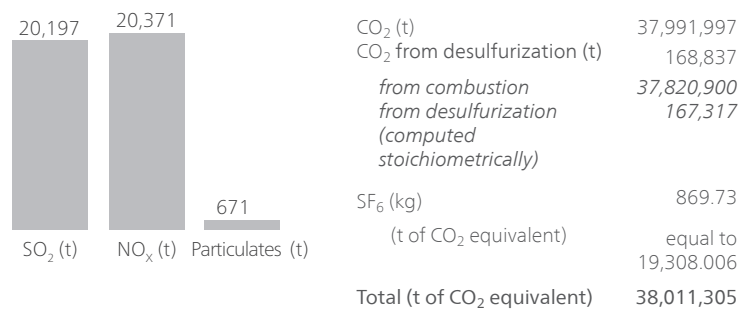 20,197
20,371
671
SO₂ (t)
NOₓ (t)
Particulates (t)
CO₂ (t) 37,991,997
CO₂ from desulfurization (t) 168,837
from combustion 37,820,900
from desulfurization 167,317
(computed
stoichiometrically)
SF₆ (kg) 869.73
(t of CO₂ equivalent) equal to
19,308.006
Total (t of CO₂ equivalent) 38,011,305